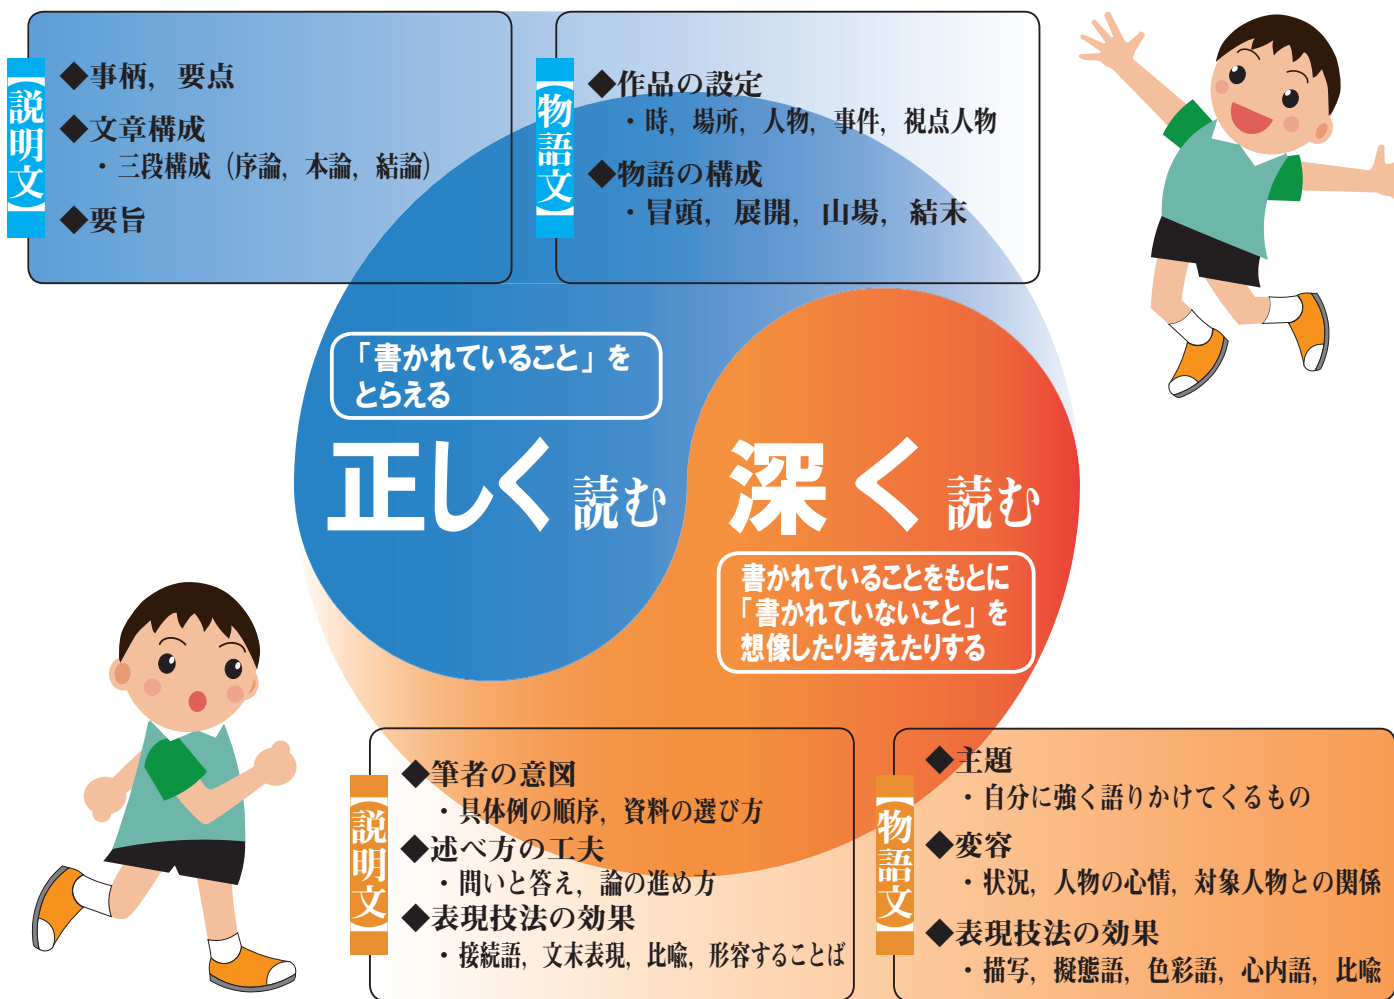 【説明文】
◆事柄，要点
◆文章構成
・三段構成（序論，本論，結論）
◆要旨
【物語文】
◆作品の設定
・時，場所，人物，事件，視点人物
◆物語の構成
・冒頭，展開，山場，結末
「書かれていること」を
とらえる
正しく読む
深く読む
書かれていることをもとに
「書かれていないこと」を
想像したり考えたりする
【説明文】
◆筆者の意図
・具体例の順序，資料の選び方
◆述べ方の工夫
・問いと答え，論の進め方
◆表現技法の効果
・接続語，文末表現，比喩，形容することば
【物語文】
◆主題
・自分に強く語りかけてくるもの
◆変容
・状況，人物の心情，対象人物との関係
◆表現技法の効果
・描写，擬態語，色彩語，心内語，比喩